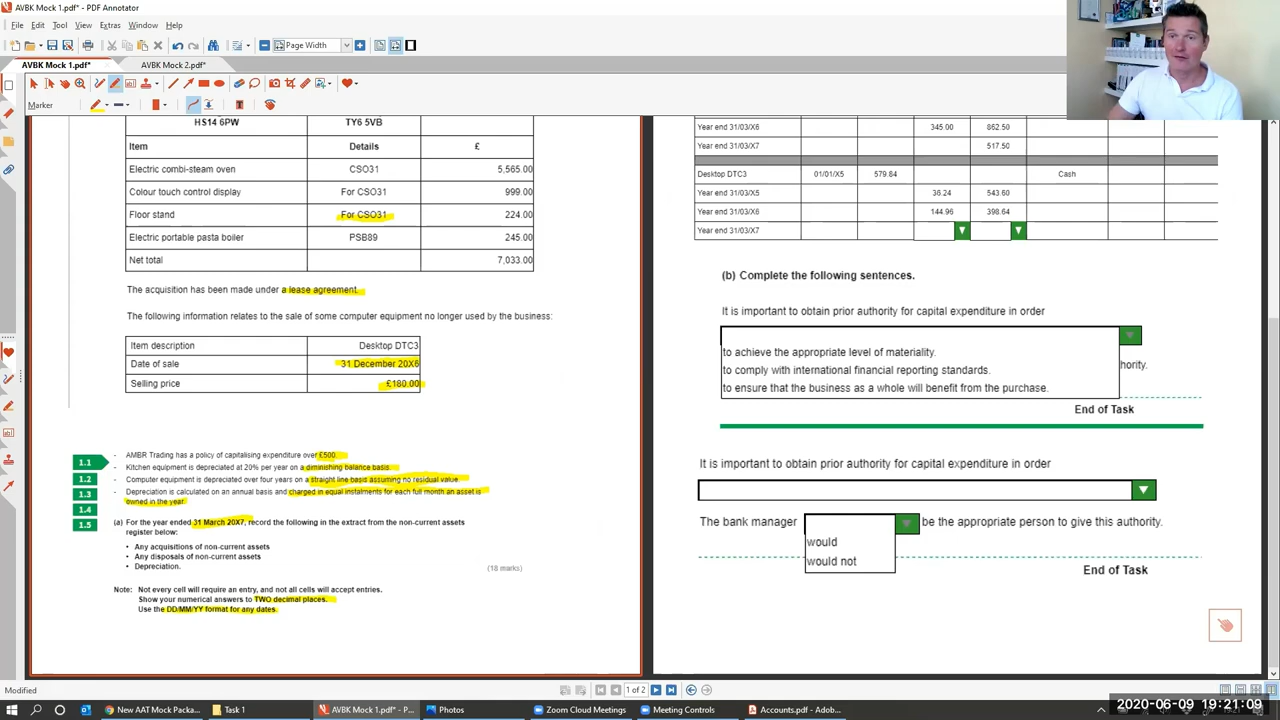 AVBK Mock 1.pdf* - PDF Annotator
File Edit Tool View Extras Window Help
Page Width
AVBK Mock 1.pdf* AVBK Mock 2.pdf*
Marker
HS14 6PW TY6 5VB
Item Details £
Electric combi-steam oven CSO31 5,565.00
Colour touch control display For CSO31 999.00
Floor stand For CSO31 224.00
Electric portable pasta boiler PSB89 245.00
Net total 7,033.00
The acquisition has been made under a lease agreement.
The following information relates to the sale of some computer equipment no longer used by the business:
Item description Desktop DTC3
Date of sale 31 December 20X6
Selling price £180.00
1.1
1.2
1.3
1.4
1.5
- AMBR Trading has a policy of capitalising expenditure over £500.
- Kitchen equipment is depreciated at 20% per year on a diminishing balance basis.
- Computer equipment is depreciated over four years on a straight line basis assuming no residual value
- Depreciation is calculated on an annual basis and charged in equal instalments for each full month an asset is
owned in the year.
(a) For the year ended 31 March 20X7, record the following in the extract from the non-current assets
register below:
• Any acquisitions of non-current assets
• Any disposals of non-current assets
• Depreciation.
(18 marks)
Note: Not every cell will require an entry, and not all cells will accept entries.
Show your numerical answers to TWO decimal places.
Use the DD/MM/YY format for any dates.
Year end 31/03/X6 345.00 862.50
Year end 31/03/X7 517.50
Desktop DTC3 01/01/X5 579.84 Cash
Year end 31/03/X5 36.24 543.60
Year end 31/03/X6 144.96 398.64
Year end 31/03/X7
(b) Complete the following sentences.
It is important to obtain prior authority for capital expenditure in order
to achieve the appropriate level of materiality.
to comply with international financial reporting standards.
to ensure that the business as a whole will benefit from the purchase.
hority.
End of Task
It is important to obtain prior authority for capital expenditure in order
The bank manager be the appropriate person to give this authority.
would
would not
End of Task
Modified 1 of 2
New AAT Mock Packa... Task 1 AVBK Mock 1.pdf* - P... Photos Zoom Cloud Meetings Meeting Controls Accounts.pdf - Adob...
2020-06-09 19:21:09